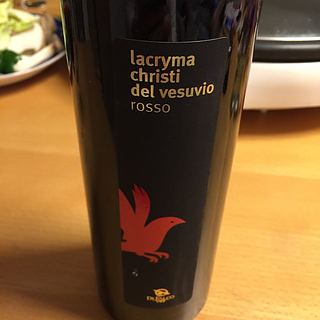 lacryma
christi
del vesuvio
rosso